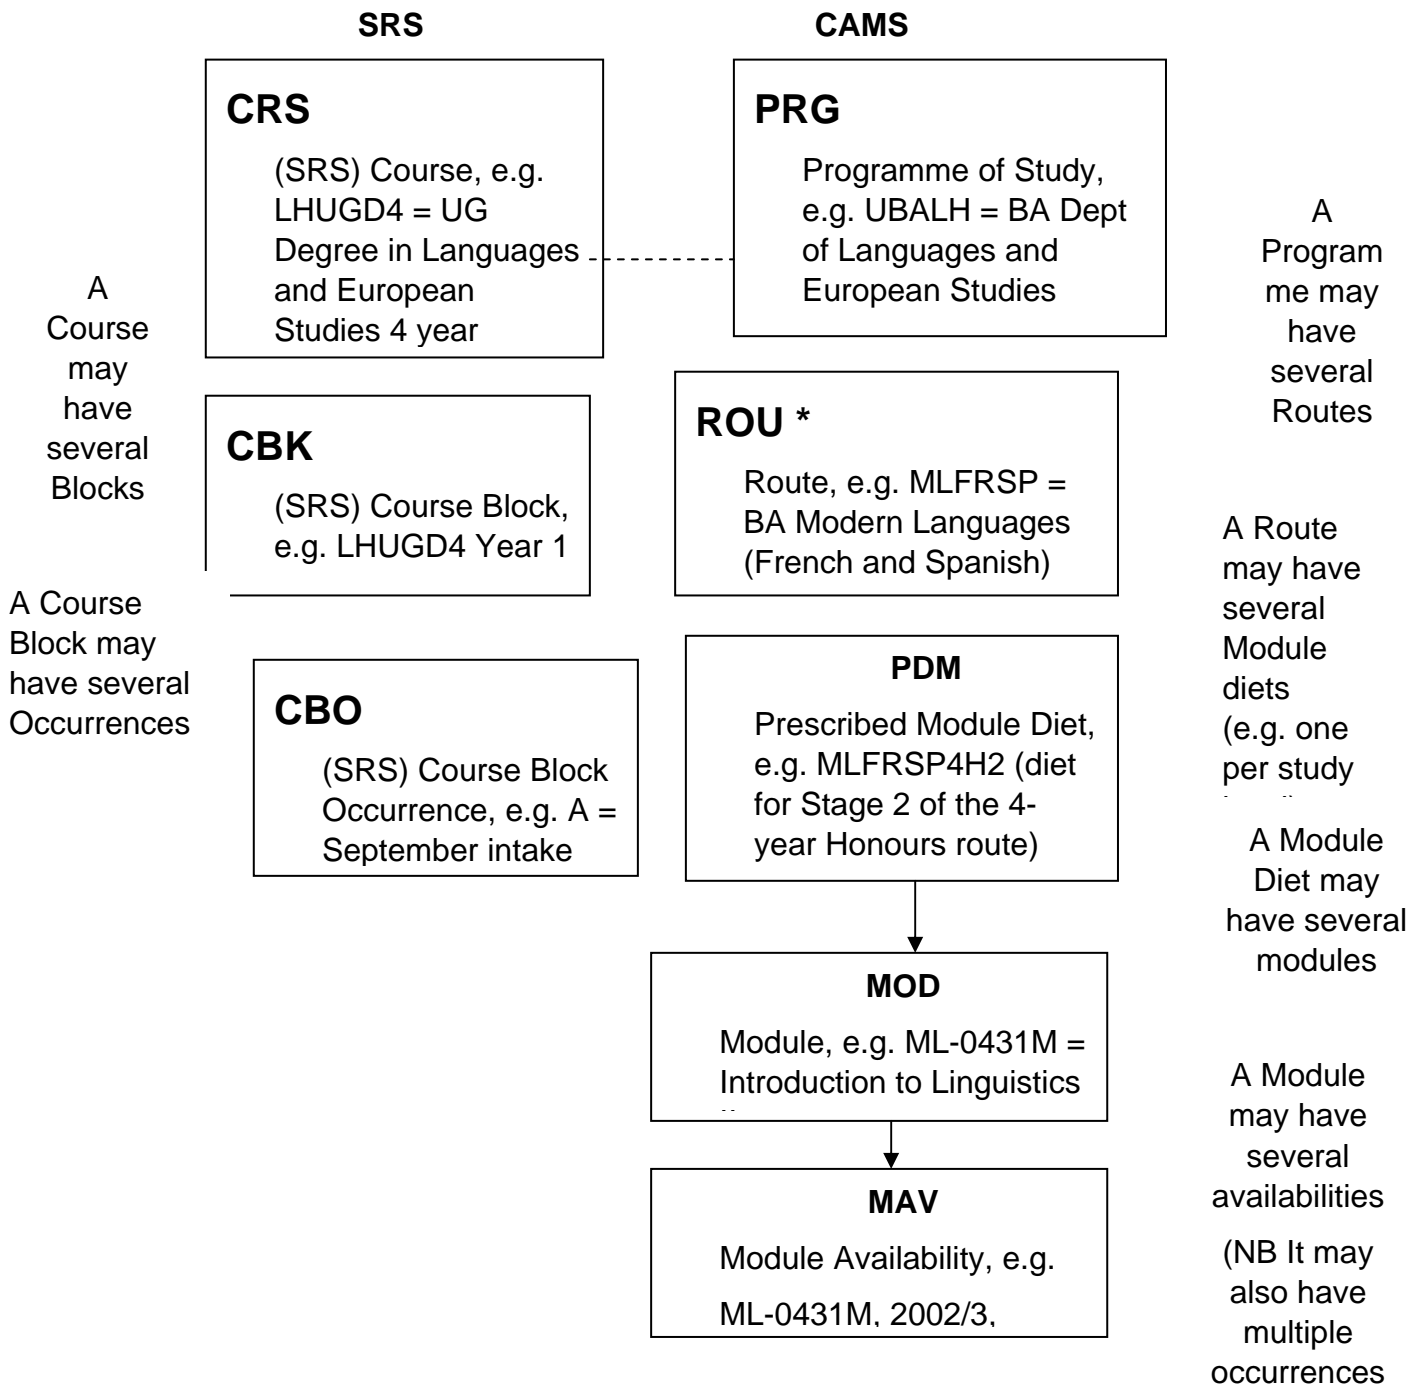 SRS
CAMS
CRS
(SRS) Course, e.g.
LHUGD4 = UG
Degree in Languages
and European
Studies 4 year
PRG
Programme of Study,
e.g. UBALH = BA Dept
of Languages and
European Studies
A
Course
may
have
several
Blocks
A
Program
me may
have
several
Routes
CBK
(SRS) Course Block,
e.g. LHUGD4 Year 1
ROU *
Route, e.g. MLFRSP =
BA Modern Languages
(French and Spanish)
A Course
Block may
have several
Occurrences
A Route
may have
several
Module
diets
(e.g. one
per study
CBO
(SRS) Course Block
Occurrence, e.g. A =
September intake
PDM
Prescribed Module Diet,
e.g. MLFRSP4H2 (diet
for Stage 2 of the 4-
year Honours route)
A Module
Diet may
have several
modules
MOD
Module, e.g. ML-0431M =
Introduction to Linguistics
A Module
may have
several
availabilities
MAV
Module Availability, e.g.
ML-0431M, 2002/3,
(NB It may
also have
multiple
occurrences